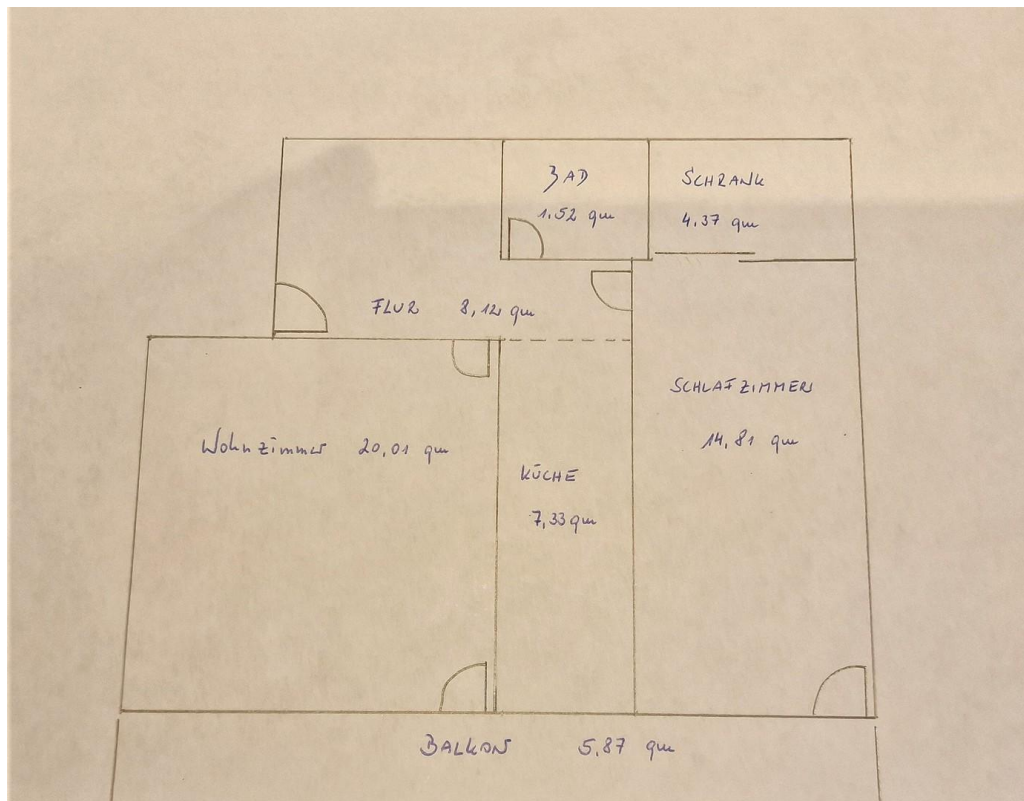 BAD
1.52 qm
SCHRANK
4.37 qm
FLUR 8,12 qm
SCHLAFZIMMER
14,81 qm
Wohnzimmer 20,01 qm
KÜCHE
7,33 qm
BALKON 5,87 qm